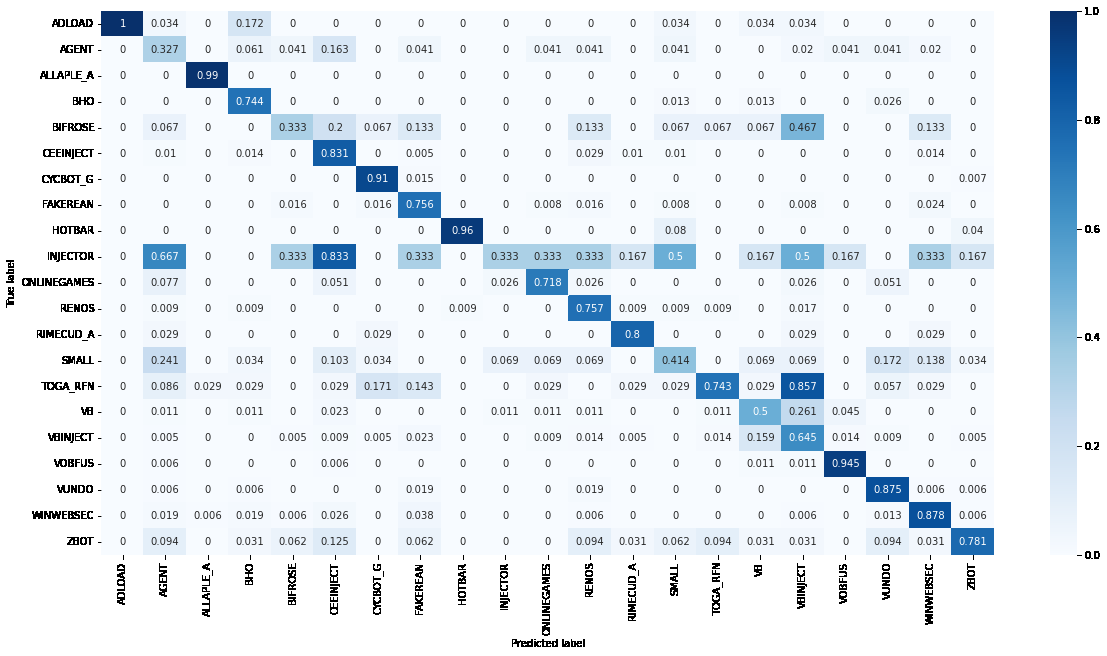 ADLOAD 1 0.034 0 0.172 0 0 0 0 0 0 0 0 0 0.034 0 0.034 0.034 0 0 0 0
AGENT 0 0.327 0 0.061 0.041 0.163 0 0.041 0 0 0.041 0.041 0 0.041 0 0 0.02 0.041 0.041 0.02 0
ALLAPLE_A 0 0 0.99 0 0 0 0 0 0 0 0 0 0 0 0 0 0 0 0 0 0
BHO 0 0 0 0.744 0 0 0 0 0 0 0 0 0 0.013 0 0.013 0 0 0.026 0 0
BIFROSE 0 0.067 0 0 0.333 0.2 0.067 0.133 0 0 0 0.133 0 0.067 0.067 0.067 0.467 0 0 0.133 0
CEEINJECT 0 0.01 0 0.014 0 0.831 0 0.005 0 0 0 0.029 0.01 0.01 0 0 0 0 0 0.014 0
CYCBOT_G 0 0 0 0 0 0 0.91 0.015 0 0 0 0 0 0 0 0 0 0 0 0 0.007
FAKEREAN 0 0 0 0 0.016 0 0.016 0.756 0 0 0.008 0.016 0 0.008 0 0 0.008 0 0 0.024 0
HOTBAR 0 0 0 0 0 0 0 0 0.96 0 0 0 0 0.08 0 0 0 0 0 0 0.04
INJECTOR 0 0.667 0 0 0.333 0.833 0 0.333 0 0.333 0.333 0.333 0.167 0.5 0 0.167 0.5 0.167 0 0.333 0.167
ONLINEGAMES 0 0.077 0 0 0 0.051 0 0 0 0.026 0.718 0.026 0 0 0 0 0.026 0 0.051 0 0
RENOS 0 0.009 0 0.009 0 0 0 0 0.009 0 0 0.757 0.009 0.009 0.009 0 0.017 0 0 0 0
RIMECUD_A 0 0.029 0 0 0 0 0.029 0 0 0 0 0 0.8 0 0 0 0.029 0 0 0.029 0
SMALL 0 0.241 0 0.034 0 0.103 0.034 0 0 0.069 0.069 0.069 0 0.414 0 0.069 0.069 0 0.172 0.138 0.034
TOGA_RFN 0 0.086 0.029 0.029 0 0.029 0.171 0.143 0 0 0.029 0 0.029 0.029 0.743 0.029 0.857 0 0.057 0.029 0
VB 0 0.011 0 0.011 0 0.023 0 0 0 0.011 0.011 0.011 0 0 0.011 0.5 0.261 0.045 0 0 0
VBINJECT 0 0.005 0 0 0.005 0.009 0.005 0.023 0 0 0.009 0.014 0.005 0 0.014 0.159 0.645 0.014 0.009 0 0.005
VOBFUS 0 0.006 0 0 0 0.006 0 0 0 0 0 0 0 0 0 0.011 0.011 0.945 0 0 0
VUNDO 0 0.006 0 0.006 0 0 0 0.019 0 0 0 0.019 0 0 0 0 0 0 0.875 0.006 0.006
WINWEBSEC 0 0.019 0.006 0.019 0.006 0.026 0 0.038 0 0 0 0.006 0 0 0 0 0.006 0 0.013 0.878 0.006
ZBOT 0 0.094 0 0.031 0.062 0.125 0 0.062 0 0 0 0.094 0.031 0.062 0.094 0.031 0.031 0 0.094 0.031 0.781
True label
ADLOAD AGENT ALLAPLE_A BHO BIFROSE CEEINJECT CYCBOT_G FAKEREAN HOTBAR INJECTOR ONLINEGAMES RENOS RIMECUD_A SMALL TOGA_RFN VB VBINJECT VOBFUS VUNDO WINWEBSEC ZBOT
Predicted label
1.0
0.8
0.6
0.4
0.2
0.0